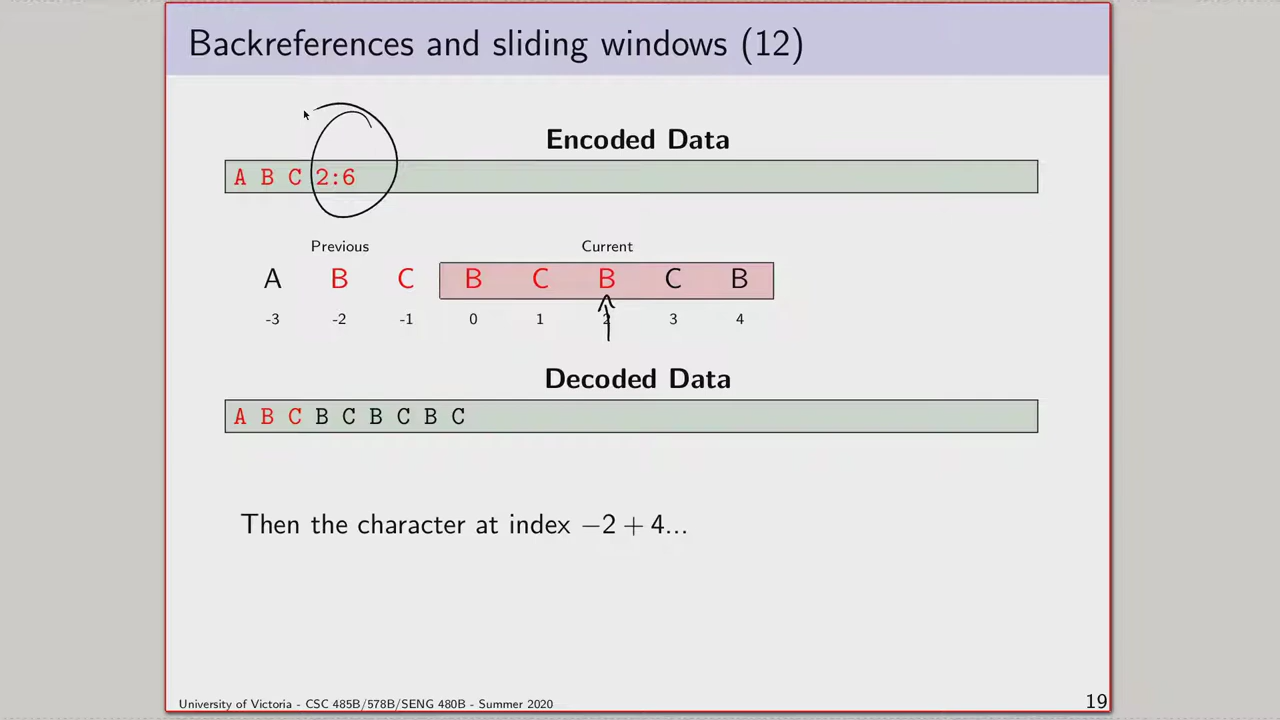 Backreferences and sliding windows (12)
Encoded Data
A B C 2:6
Previous Current
A B C B C B C B
-3 -2 -1 0 1 2 3 4
Decoded Data
A B C B C B C B C
Then the character at index −2 + 4...
University of Victoria - CSC 485B/578B/SENG 480B - Summer 2020 19